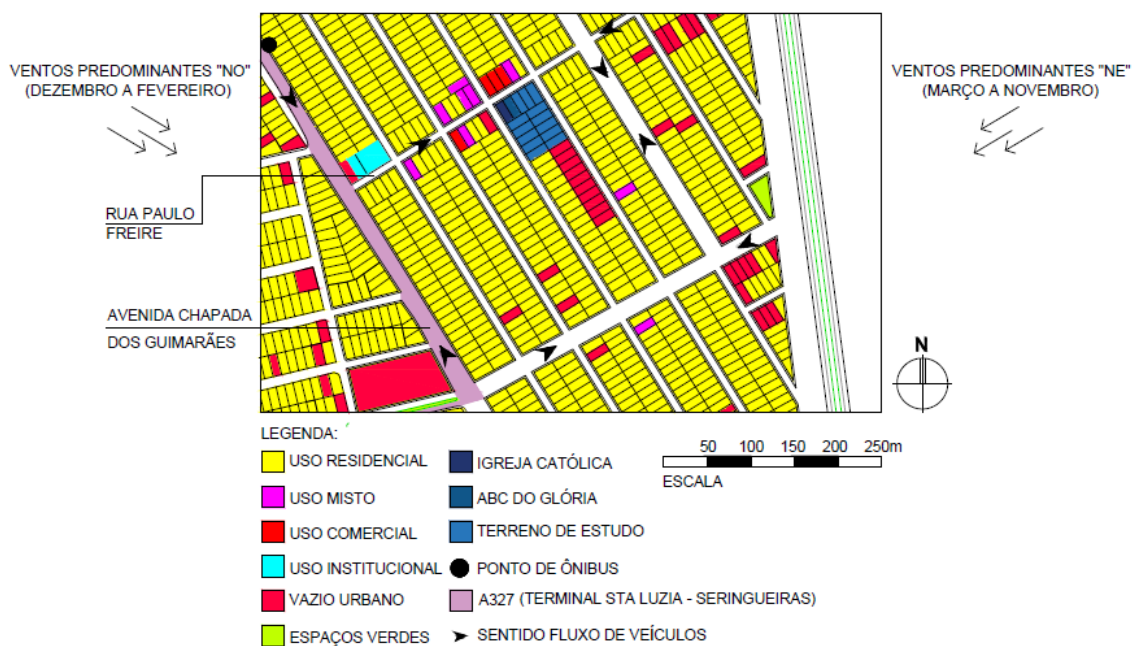 VENTOS PREDOMINANTES "NO"
(DEZEMBRO A FEVEREIRO)
VENTOS PREDOMINANTES "NE"
(MARÇO A NOVEMBRO)
RUA PAULO
FREIRE
AVENIDA CHAPADA
DOS GUIMARÃES
N
LEGENDA:
USO RESIDENCIAL
USO MISTO
USO COMERCIAL
USO INSTITUCIONAL
VAZIO URBANO
ESPAÇOS VERDES
IGREJA CATÓLICA
ABC DO GLÓRIA
TERRENO DE ESTUDO
PONTO DE ÔNIBUS
A327 (TERMINAL STA LUZIA - SERINGUEIRAS)
SENTIDO FLUXO DE VEÍCULOS
50 100 150 200 250m
ESCALA